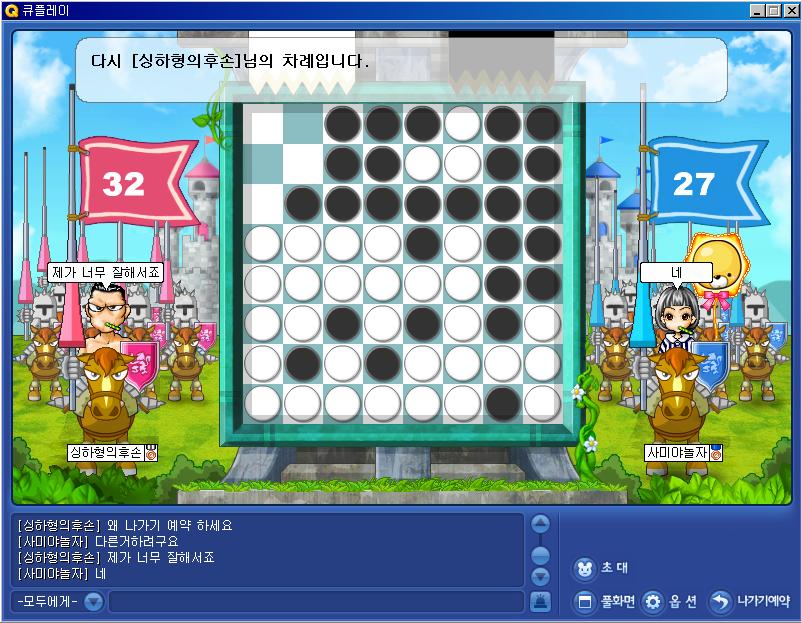 큐플레이
다시 [싱하형의후손]님의 차례입니다.
32
27
제가 너무 잘해서죠
네
싱하형의후손
사미야놀자
[싱하형의후손] 왜 나가기 예약 하세요
[사미야놀자] 다른거하려구요
[싱하형의후손] 제가 너무 잘해서죠
[사미야놀자] 네
초 대
-모두에게-
풀화면 옵 션 나가기예약